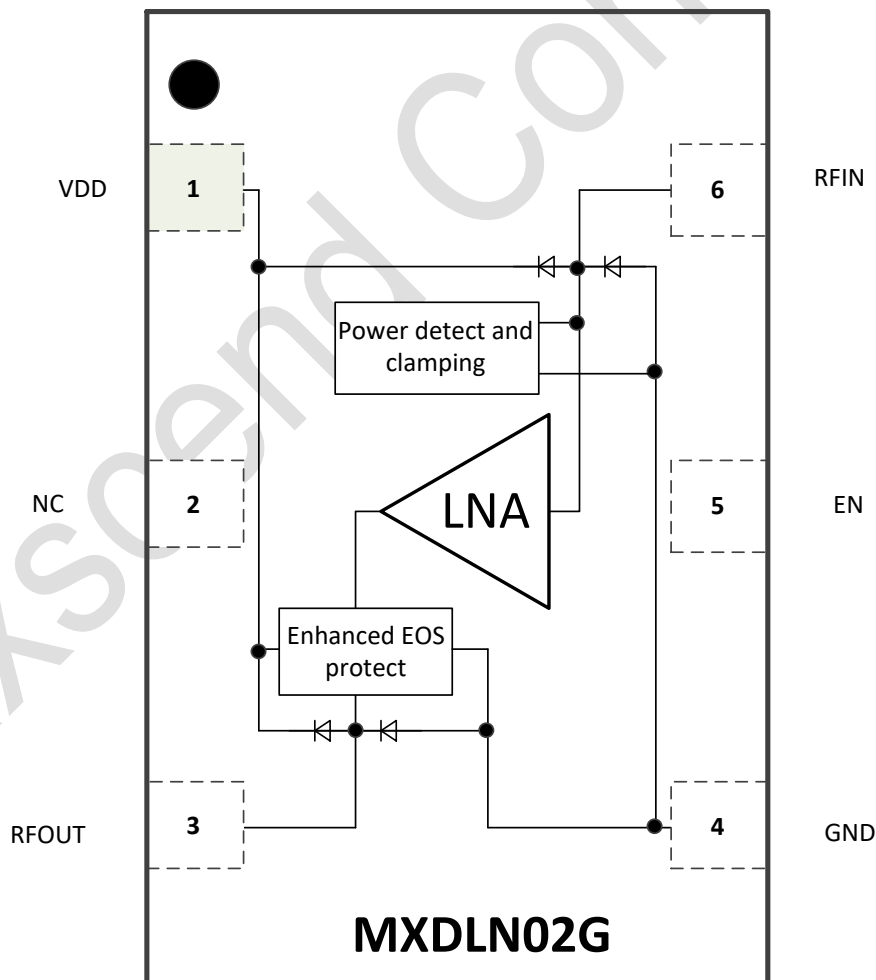 VDD
1
6
RFIN
Power detect and
clamping
NC
2
LNA
5
EN
Enhanced EOS
protect
RFOUT
3
4
GND
MXDLN02G